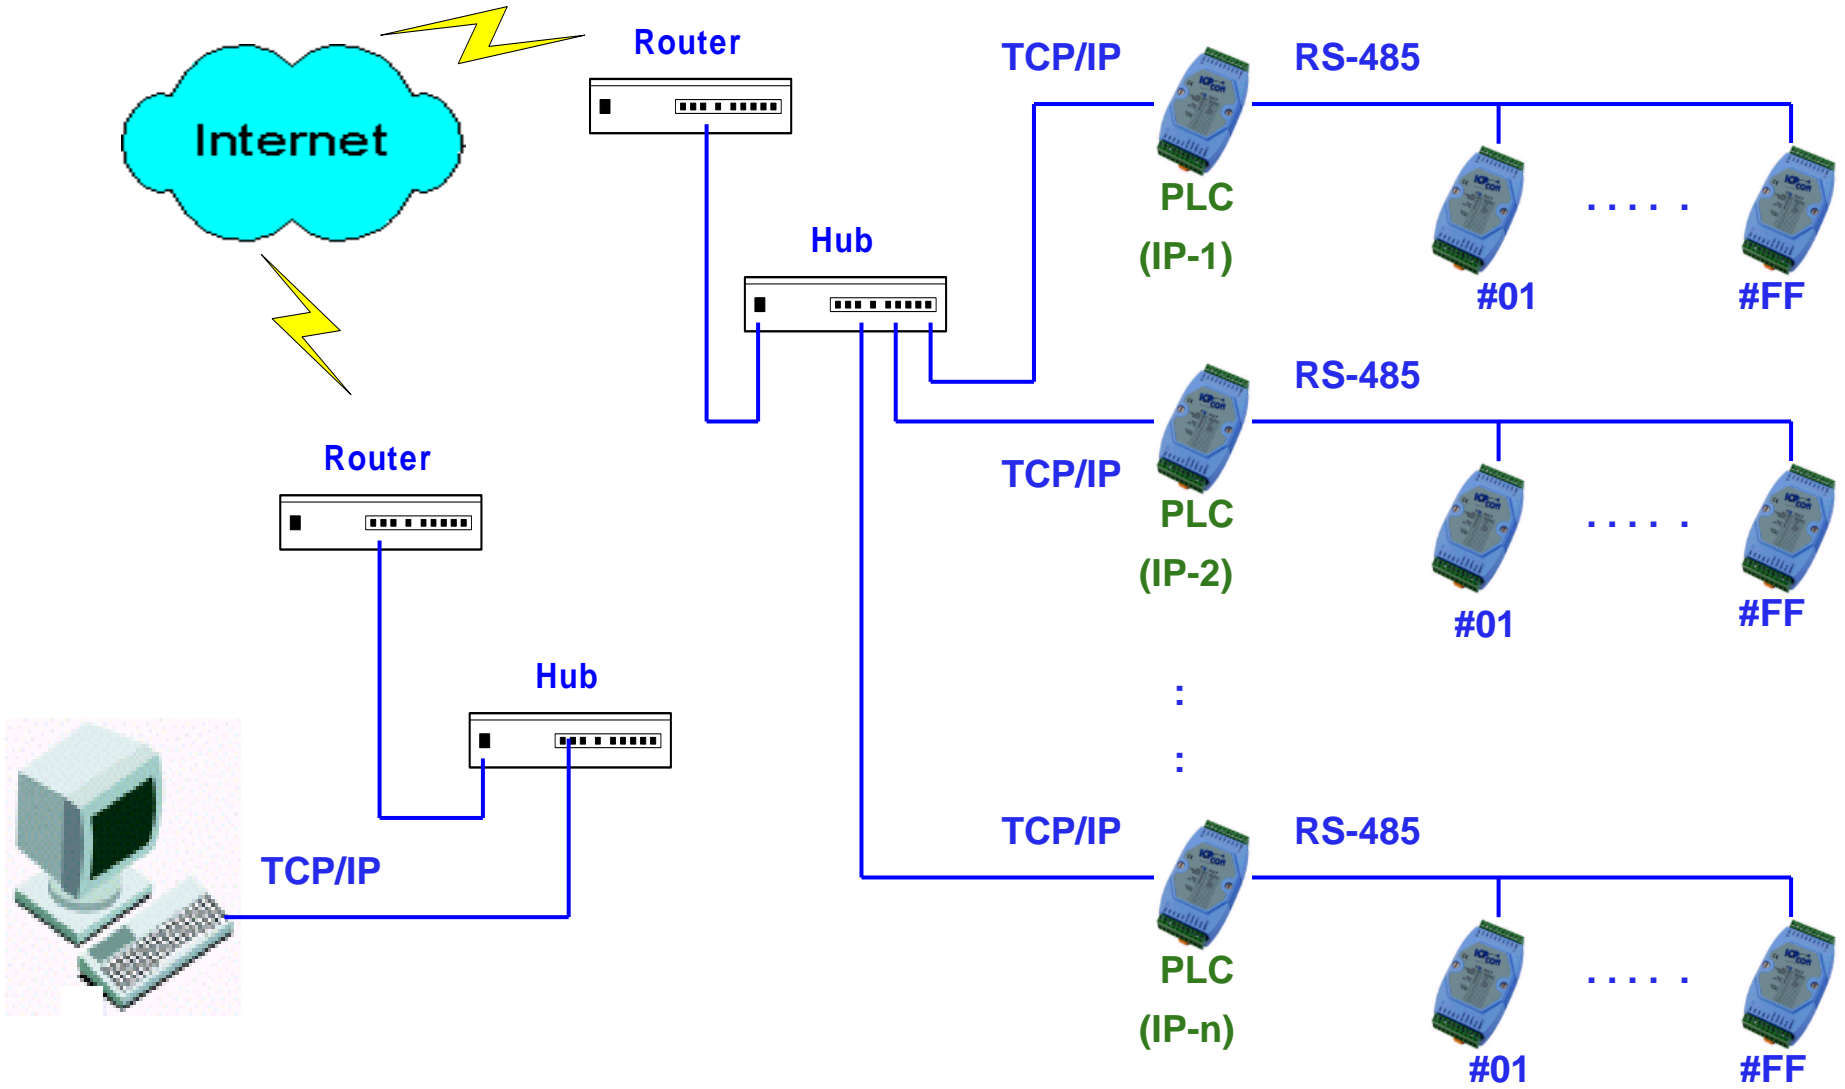 Router
TCP/IP
RS-485
Internet
PLC
(IP-1)
. . . . .  .
Hub
#01
#FF
RS-485
Router
TCP/IP
PLC
(IP-2)
. . . . .  .
#01
#FF
Hub
:
:
TCP/IP
RS-485
TCP/IP
PLC
(IP-n)
. . . . .  .
#01
#FF